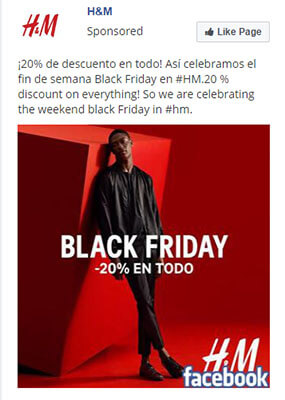 H&M
H&M
Sponsored
Like Page
¡20% de descuento en todo! Así celebramos el
fin de semana Black Friday en #HM.20 %
discount on everything! So we are celebrating
the weekend black Friday in #hm.
BLACK FRIDAY
-20% EN TODO
H&M
facebook